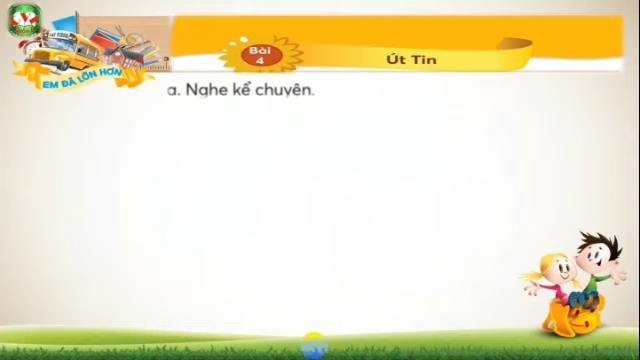 Bài
4
Út Tin
EM ĐÃ LỚN HƠN
a. Nghe kể chuyện.